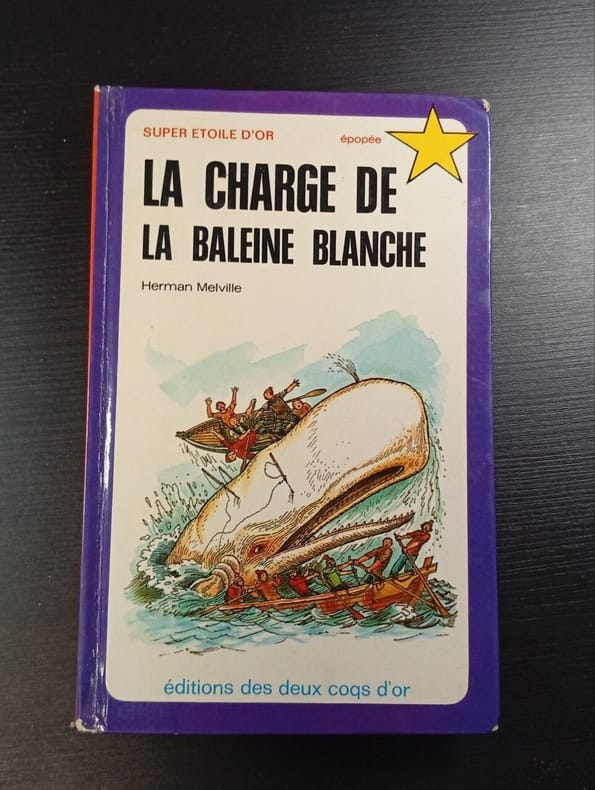 SUPER ETOILE D'OR
épopée
LA CHARGE DE
LA BALEINE BLANCHE
Herman Melville
éditions des deux coqs d'or